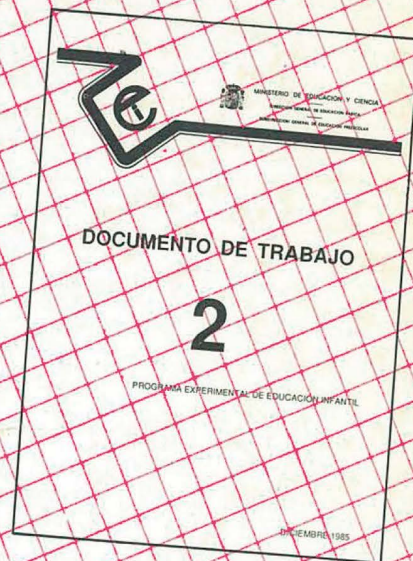 MINISTERIO DE EDUCACION Y CIENCIA
DIRECCION GENERAL DE EDUCACION BASICA
SUBDIRECCION GENERAL DE EDUCACION PREESCOLAR
DOCUMENTO DE TRABAJO
2
PROGRAMA EXPERIMENTAL DE EDUCACIÓN INFANTIL
DICIEMBRE 1985